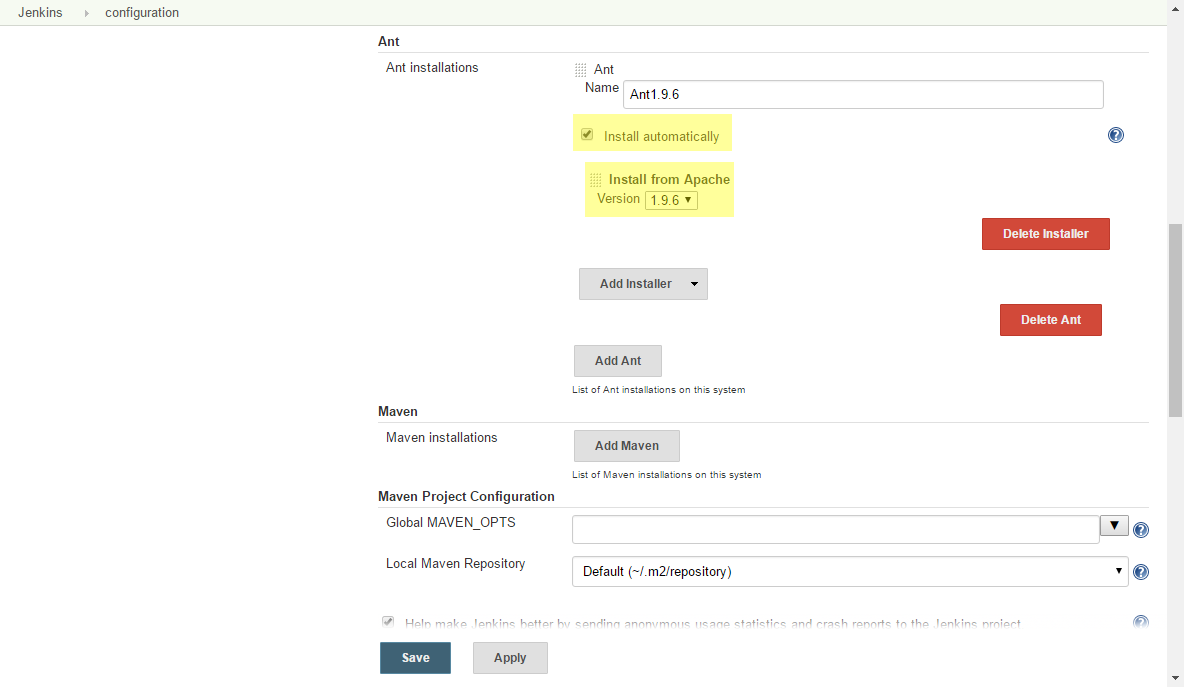 Jenkins configuration
Ant
Ant installations
Ant
Name Ant1.9.6
Install automatically
Install from Apache
Version 1.9.6
Delete Installer
Add Installer
Delete Ant
Add Ant
List of Ant installations on this system
Maven
Maven installations
Add Maven
List of Maven installations on this system
Maven Project Configuration
Global MAVEN_OPTS
Local Maven Repository Default (~/.m2/repository)
Help make Jenkins better by sending anonymous usage statistics and crash reports to the Jenkins project
Save Apply